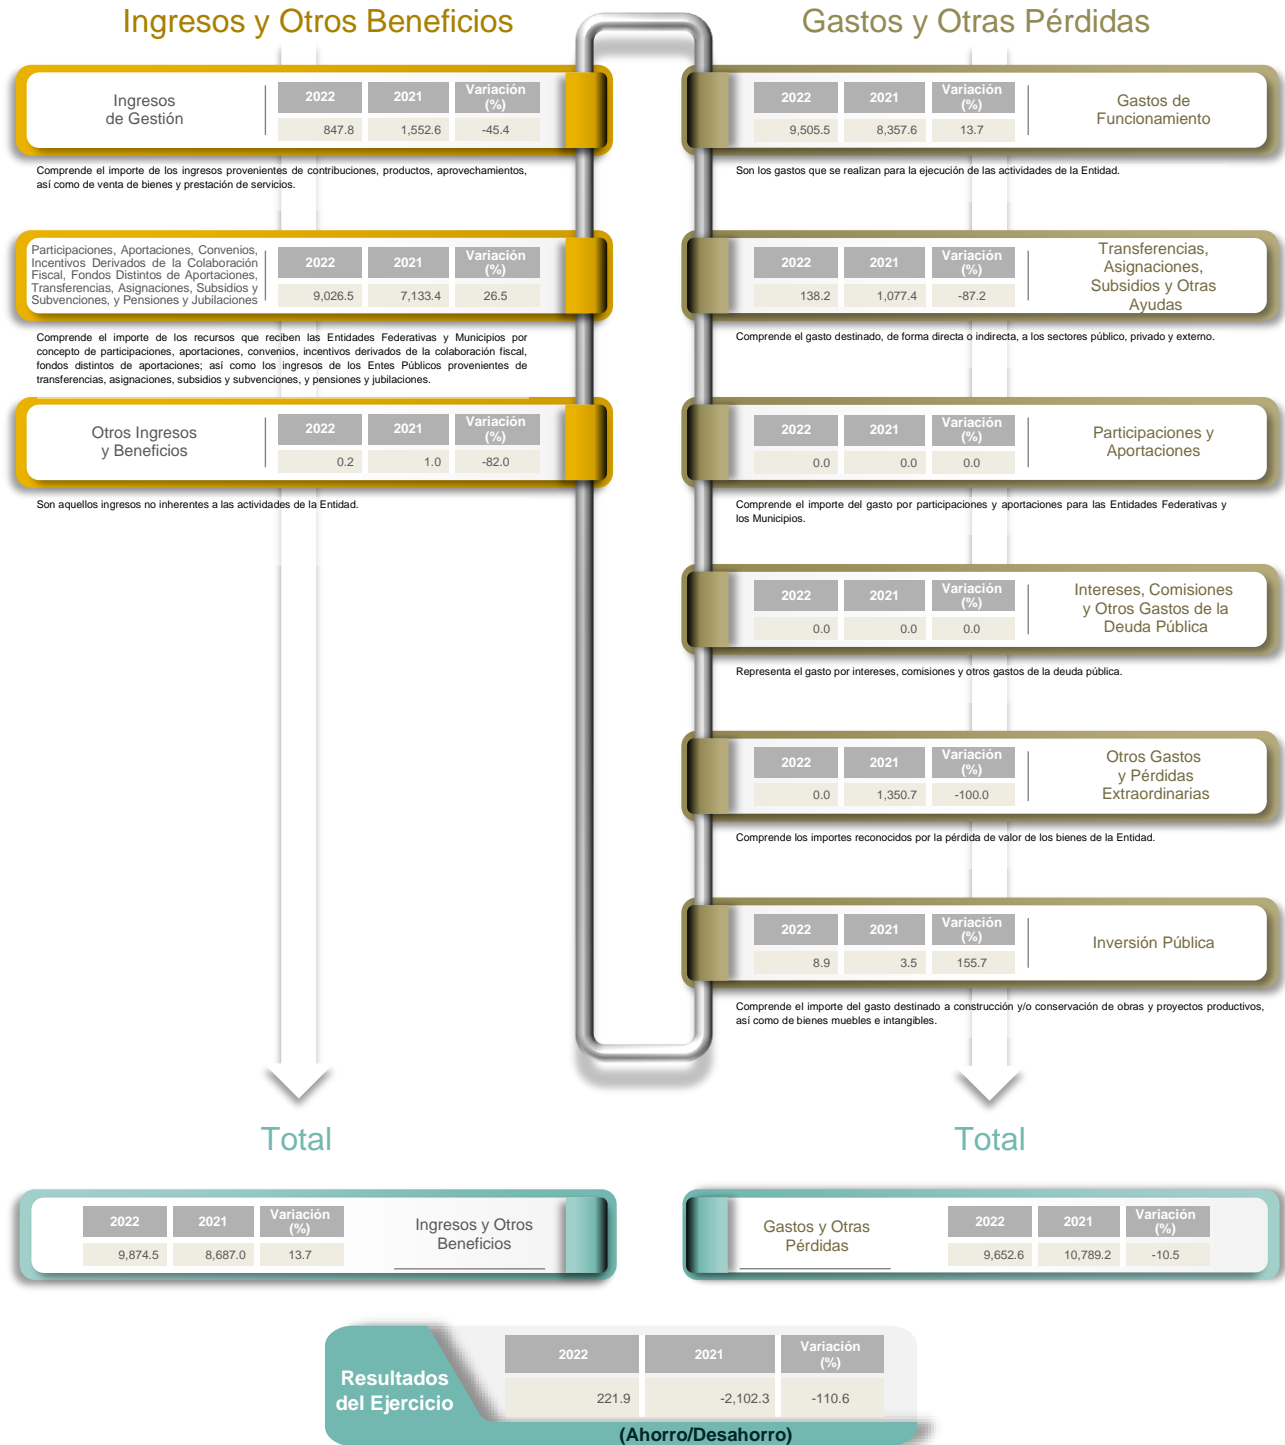 Ingresos y Otros Beneficios
Ingresos
de Gestión
2022 2021 Variación
(%)
847.8 1,552.6 -45.4
Comprende el importe de los ingresos provenientes de contribuciones, productos, aprovechamientos,
así como de venta de bienes y prestación de servicios.
Participaciones, Aportaciones, Convenios,
Incentivos Derivados de la Colaboración
Fiscal, Fondos Distintos de Aportaciones,
Transferencias, Asignaciones, Subsidios y
Subvenciones, y Pensiones y Jubilaciones
2022 2021 Variación
(%)
9,026.5 7,133.4 26.5
Comprende el importe de los recursos que reciben las Entidades Federativas y Municipios por
concepto de participaciones, aportaciones, convenios, incentivos derivados de la colaboración fiscal,
fondos distintos de aportaciones; así como los ingresos de los Entes Públicos provenientes de
transferencias, asignaciones, subsidios y subvenciones, y pensiones y jubilaciones.
Otros Ingresos
y Beneficios
2022 2021 Variación
(%)
0.2 1.0 -82.0
Son aquellos ingresos no inherentes a las actividades de la Entidad.
Gastos y Otras Pérdidas
2022 2021 Variación
(%)
9,505.5 8,357.6 13.7
Gastos de
Funcionamiento
Son los gastos que se realizan para la ejecución de las actividades de la Entidad.
2022 2021 Variación
(%)
138.2 1,077.4 -87.2
Transferencias,
Asignaciones,
Subsidios y Otras
Ayudas
Comprende el gasto destinado, de forma directa o indirecta, a los sectores público, privado y externo.
2022 2021 Variación
(%)
0.0 0.0 0.0
Participaciones y
Aportaciones
Comprende el importe del gasto por participaciones y aportaciones para las Entidades Federativas y
los Municipios.
2022 2021 Variación
(%)
0.0 0.0 0.0
Intereses, Comisiones
y Otros Gastos de la
Deuda Pública
Representa el gasto por intereses, comisiones y otros gastos de la deuda pública.
2022 2021 Variación
(%)
0.0 1,350.7 -100.0
Otros Gastos
y Pérdidas
Extraordinarias
Comprende los importes reconocidos por la pérdida de valor de los bienes de la Entidad.
2022 2021 Variación
(%)
8.9 3.5 155.7
Inversión Pública
Comprende el importe del gasto destinado a construcción y/o conservación de obras y proyectos productivos,
así como de bienes muebles e intangibles.
Total
2022 2021 Variación
(%)
9,874.5 8,687.0 13.7
Ingresos y Otros
Beneficios
Total
Gastos y Otras
Pérdidas
2022 2021 Variación
(%)
9,652.6 10,789.2 -10.5
Resultados
del Ejercicio
2022 2021 Variación
(%)
221.9 -2,102.3 -110.6
(Ahorro/Desahorro)